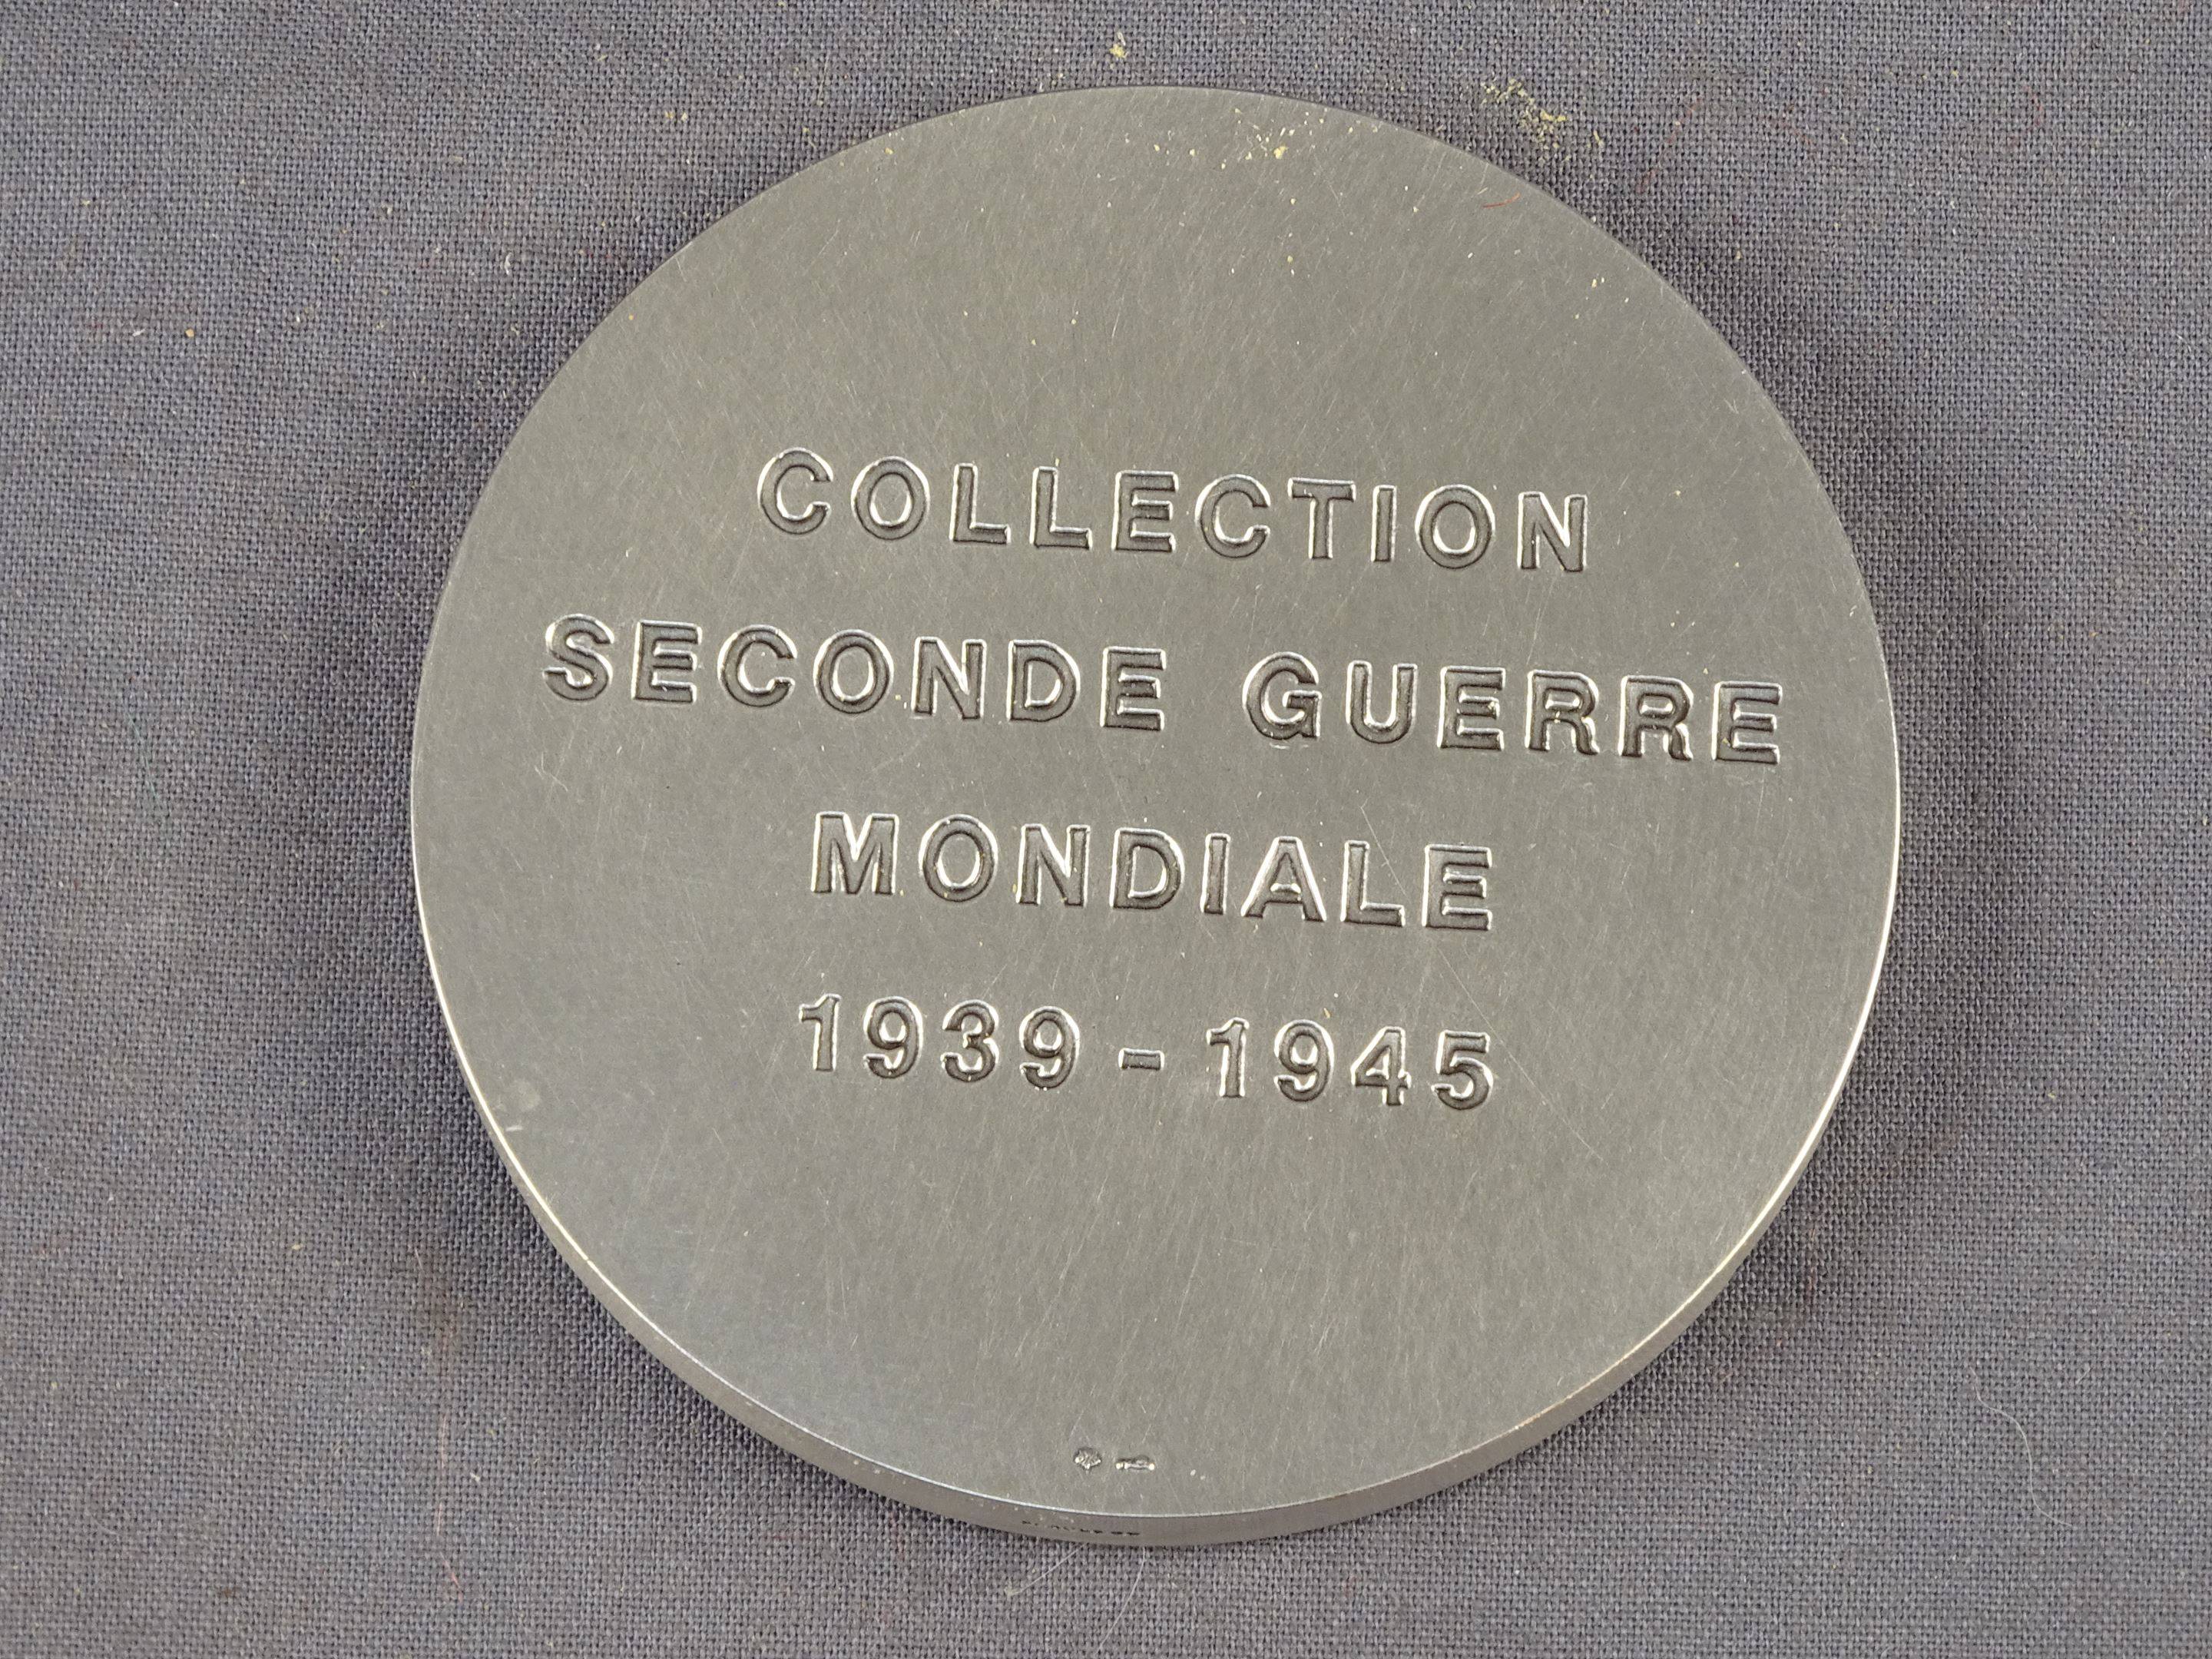 COLLECTION
SECONDE GUERRE
MONDIALE
1939 - 1945